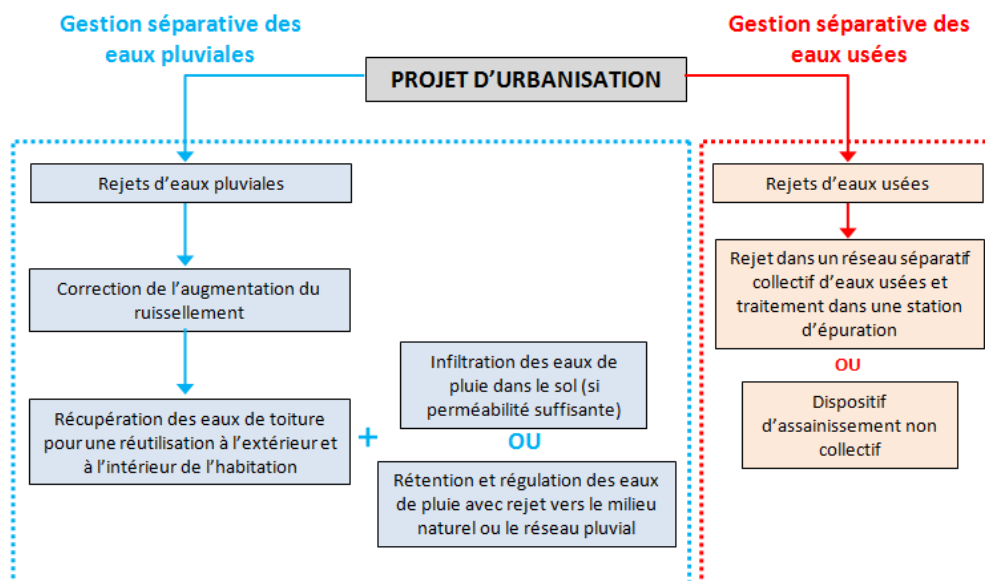 Gestion séparative des
eaux pluviales
PROJET D'URBANISATION
Gestion séparative des
eaux usées
Rejets d'eaux pluviales
Correction de l'augmentation du
ruissellement
Récupération des eaux de toiture
pour une réutilisation à l'extérieur et
à l'intérieur de l'habitation
+
Infiltration des eaux de
pluie dans le sol (si
perméabilité suffisante)
OU
Rétention et régulation des eaux
de pluie avec rejet vers le milieu
naturel ou le réseau pluvial
Rejets d'eaux usées
Rejet dans un réseau séparatif
collectif d'eaux usées et
traitement dans une station
d'épuration
OU
Dispositif
d'assainissement non
collectif